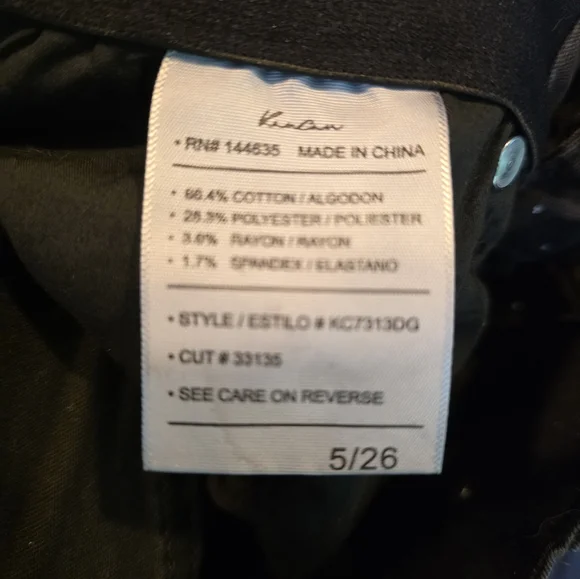 KanCan
• RN# 144635 MADE IN CHINA
• 66.4% COTTON / ALGODON
• 28.3% POLYESTER / POLIESTER
• 3.6% RAYON / RAYON
• 1.7% SPANDEX / ELASTANO
• STYLE / ESTILO # KC7313DG
• CUT # 33135
• SEE CARE ON REVERSE
5/26